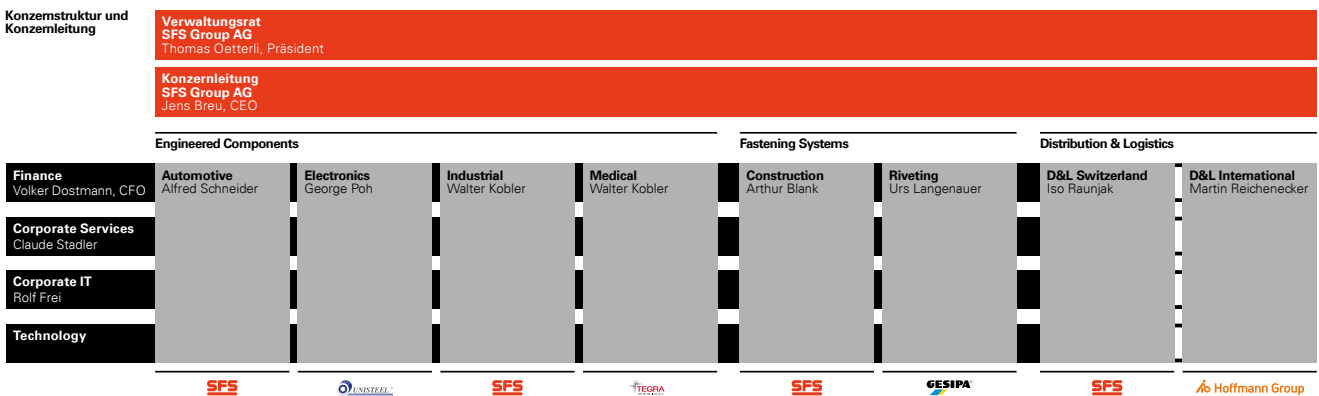 Konzernstruktur und
Konzernleitung
Verwaltungsrat
SFS Group AG
Thomas Oetterli, Präsident
Konzernleitung
SFS Group AG
Jens Breu, CEO
Engineered Components
Fastening Systems
Distribution & Logistics
Finance
Volker Dostmann, CFO
Automotive
Alfred Schneider
Electronics
George Poh
Industrial
Walter Kobler
Medical
Walter Kobler
Construction
Arthur Blank
Riveting
Urs Langenauer
D&L Switzerland
Iso Raunjak
D&L International
Martin Reichenecker
Corporate Services
Claude Stadler
Corporate IT
Rolf Frei
Technology
SFS
UNISTEEL
SFS
TEGRA
MEDICAL
SFS
GESIPA®
SFS
Hoffmann Group